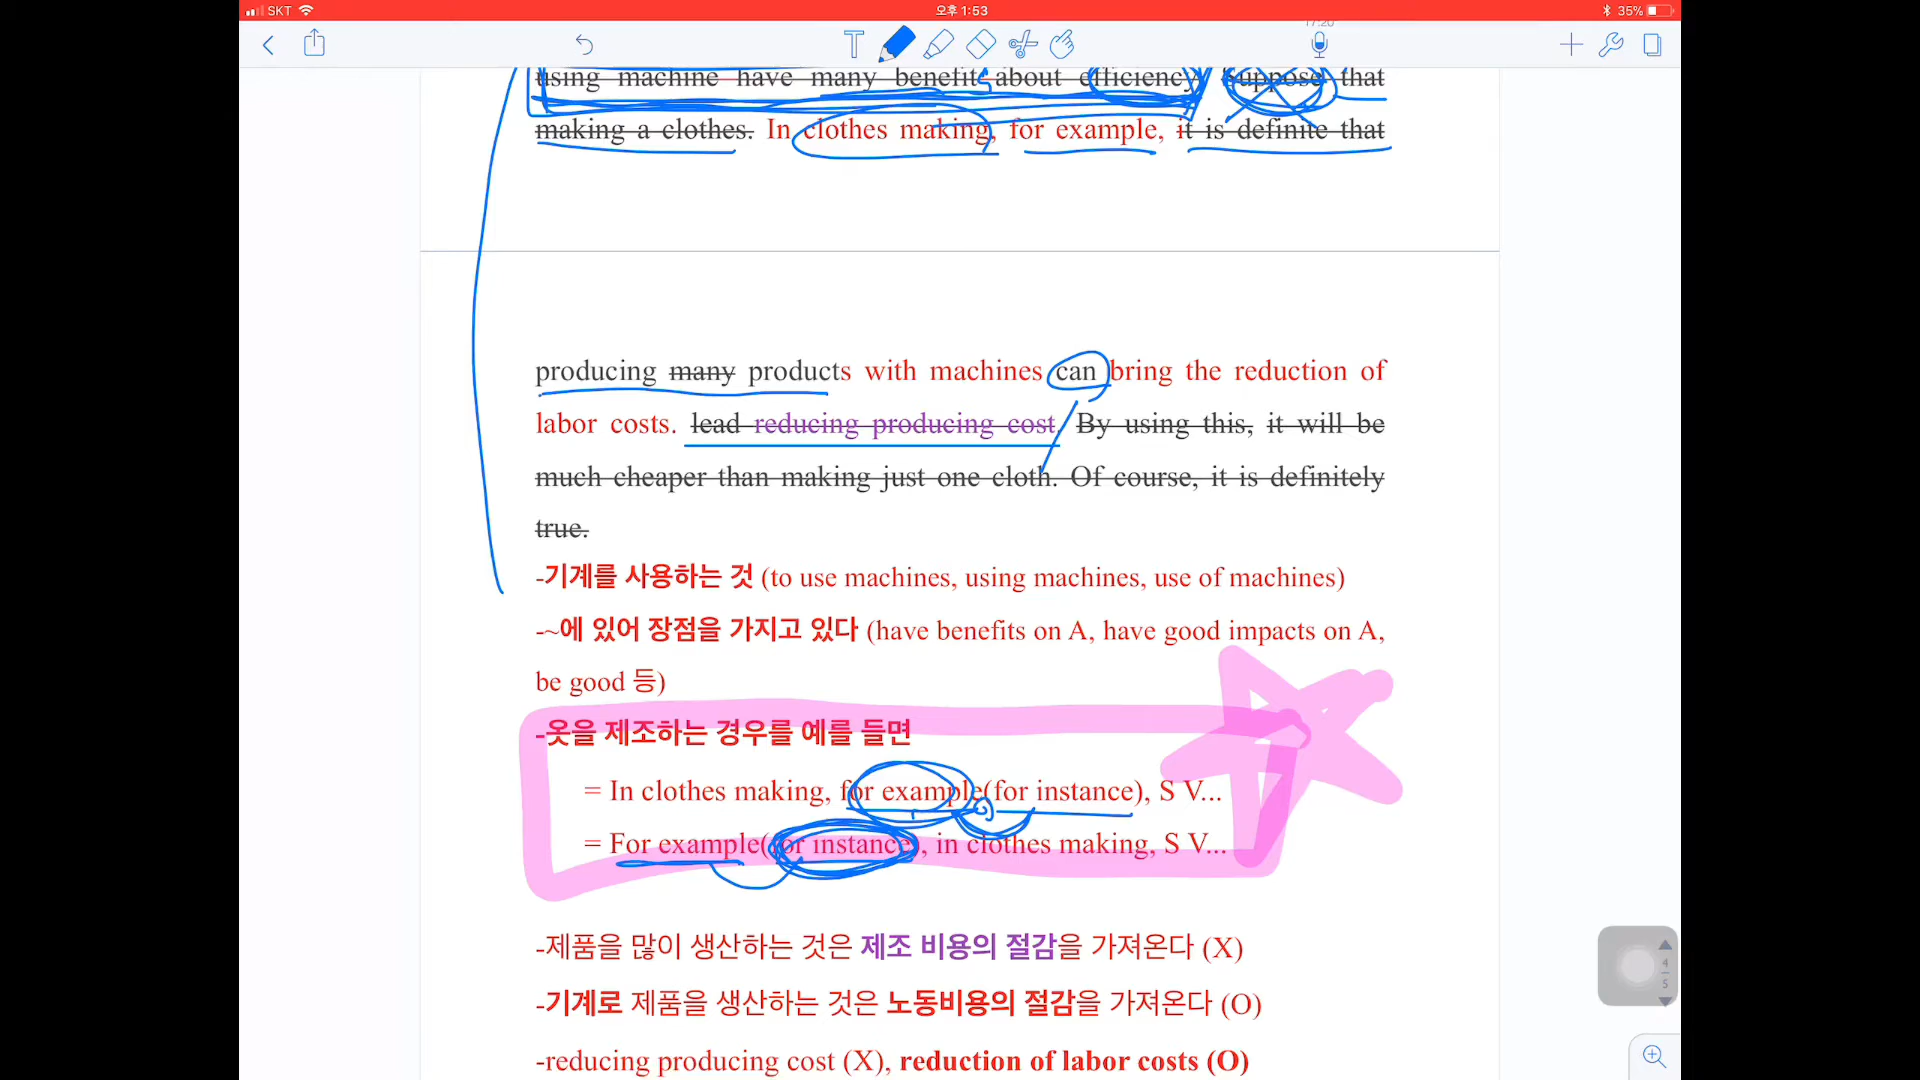 SKT 오후 1:53 35%
17:20
using machine have many benefits about efficiency. Suppose that
making a clothes. In clothes making, for example, it is definite that
producing many products with machines can bring the reduction of
labor costs. lead reducing producing cost. By using this, it will be
much cheaper than making just one cloth. Of course, it is definitely
true.
-기계를 사용하는 것 (to use machines, using machines, use of machines)
-~에 있어 장점을 가지고 있다 (have benefits on A, have good impacts on A,
be good 등)
-옷을 제조하는 경우를 예를 들면
= In clothes making, for example(for instance), S V...
= For example(for instance), in clothes making, S V...
-제품을 많이 생산하는 것은 제조 비용의 절감을 가져온다 (X)
-기계로 제품을 생산하는 것은 노동비용의 절감을 가져온다 (O)
-reducing producing cost (X), reduction of labor costs (O)
4
5